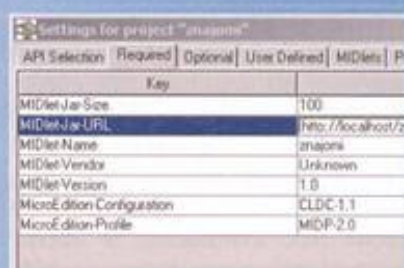 Settings for project "znajomi"
API Selection Required Optional User Defined MIDlets P
Key
MIDlet-Jar-Size 100
MIDlet-Jar-URL http://localhost/z
MIDlet-Name znajomi
MIDlet-Vendor Unknown
MIDlet-Version 1.0
MicroEdition-Configuration CLDC-1.1
MicroEdition-Profile MIDP-2.0